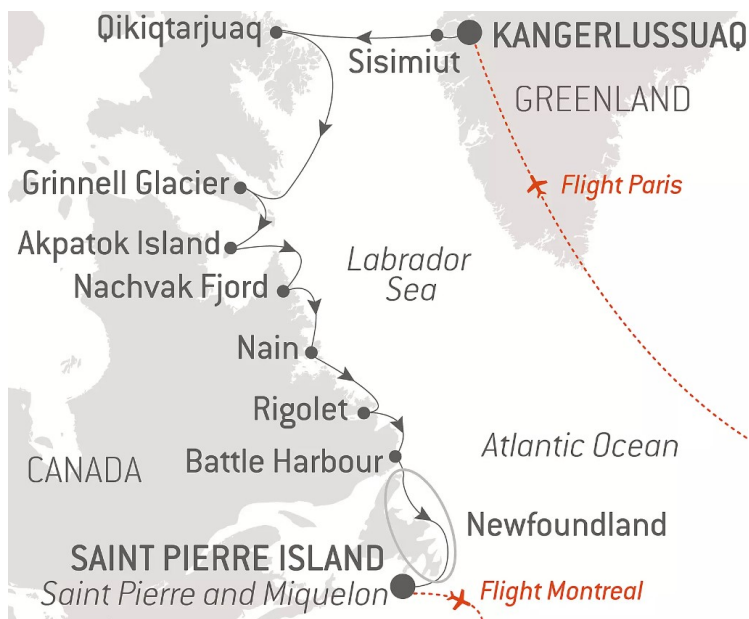 Qikiqtarjuaq
KANGERLUSSUAQ
Sisimiut
GREENLAND
Flight Paris
Grinnell Glacier
Akpatok Island
Labrador
Sea
Nachvak Fjord
Nain
Rigolet
Atlantic Ocean
Battle Harbour
CANADA
Newfoundland
SAINT PIERRE ISLAND
Saint Pierre and Miquelon
Flight Montreal